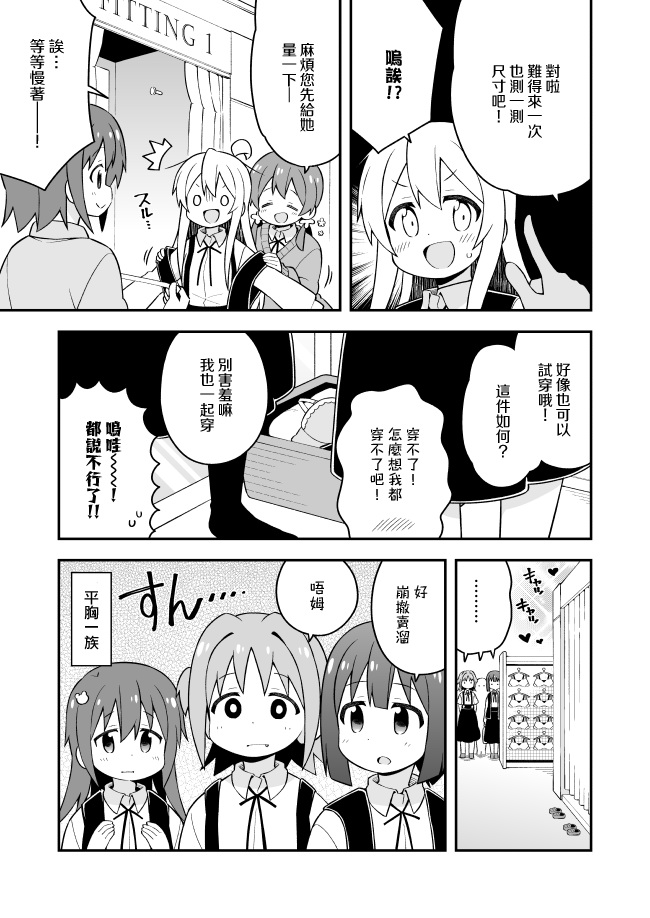 對啦
難得來一次
也測一測
尺寸吧！
嗚誒!?
麻煩您先給她
量一下—
FITTING 1
誒…
等等慢著——！
スル…
好像也可以
試穿哦！
這件如何？
穿不了！
怎麼想我都
穿不了吧！
別害羞嘛
我也一起穿
嗚哇～～！
都說不行了!!
キャッ
キャッ
………
好
崩撤賣溜
唔姆
すん‥‥
平胸一族